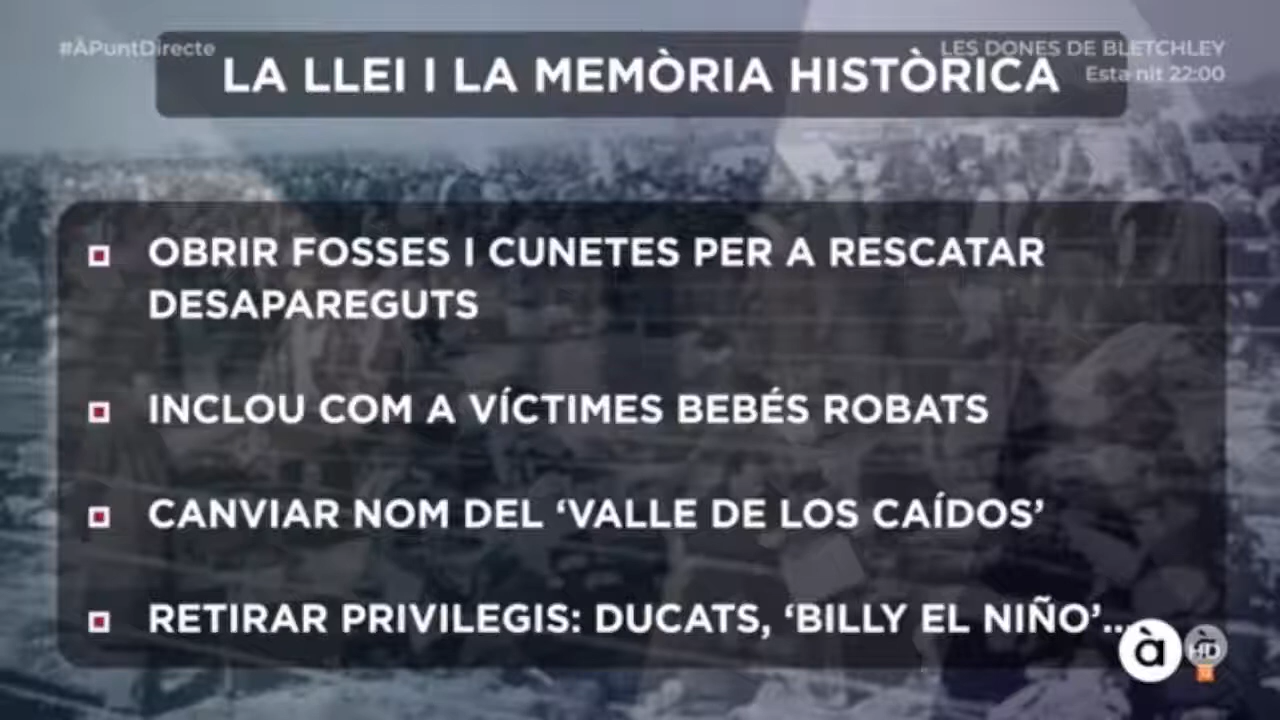 #ÀPuntDirecte
LES DONES DE BLETCHLEY
Esta nit 22:00
LA LLEI I LA MEMÒRIA HISTÒRICA
OBRIR FOSSES I CUNETES PER A RESCATAR
DESAPAREGUTS
INCLOU COM A VÍCTIMES BEBÉS ROBATS
CANVIAR NOM DEL ‘VALLE DE LOS CAÍDOS’
RETIRAR PRIVILEGIS: DUCATS, ‘BILLY EL NIÑO’...
à
HD